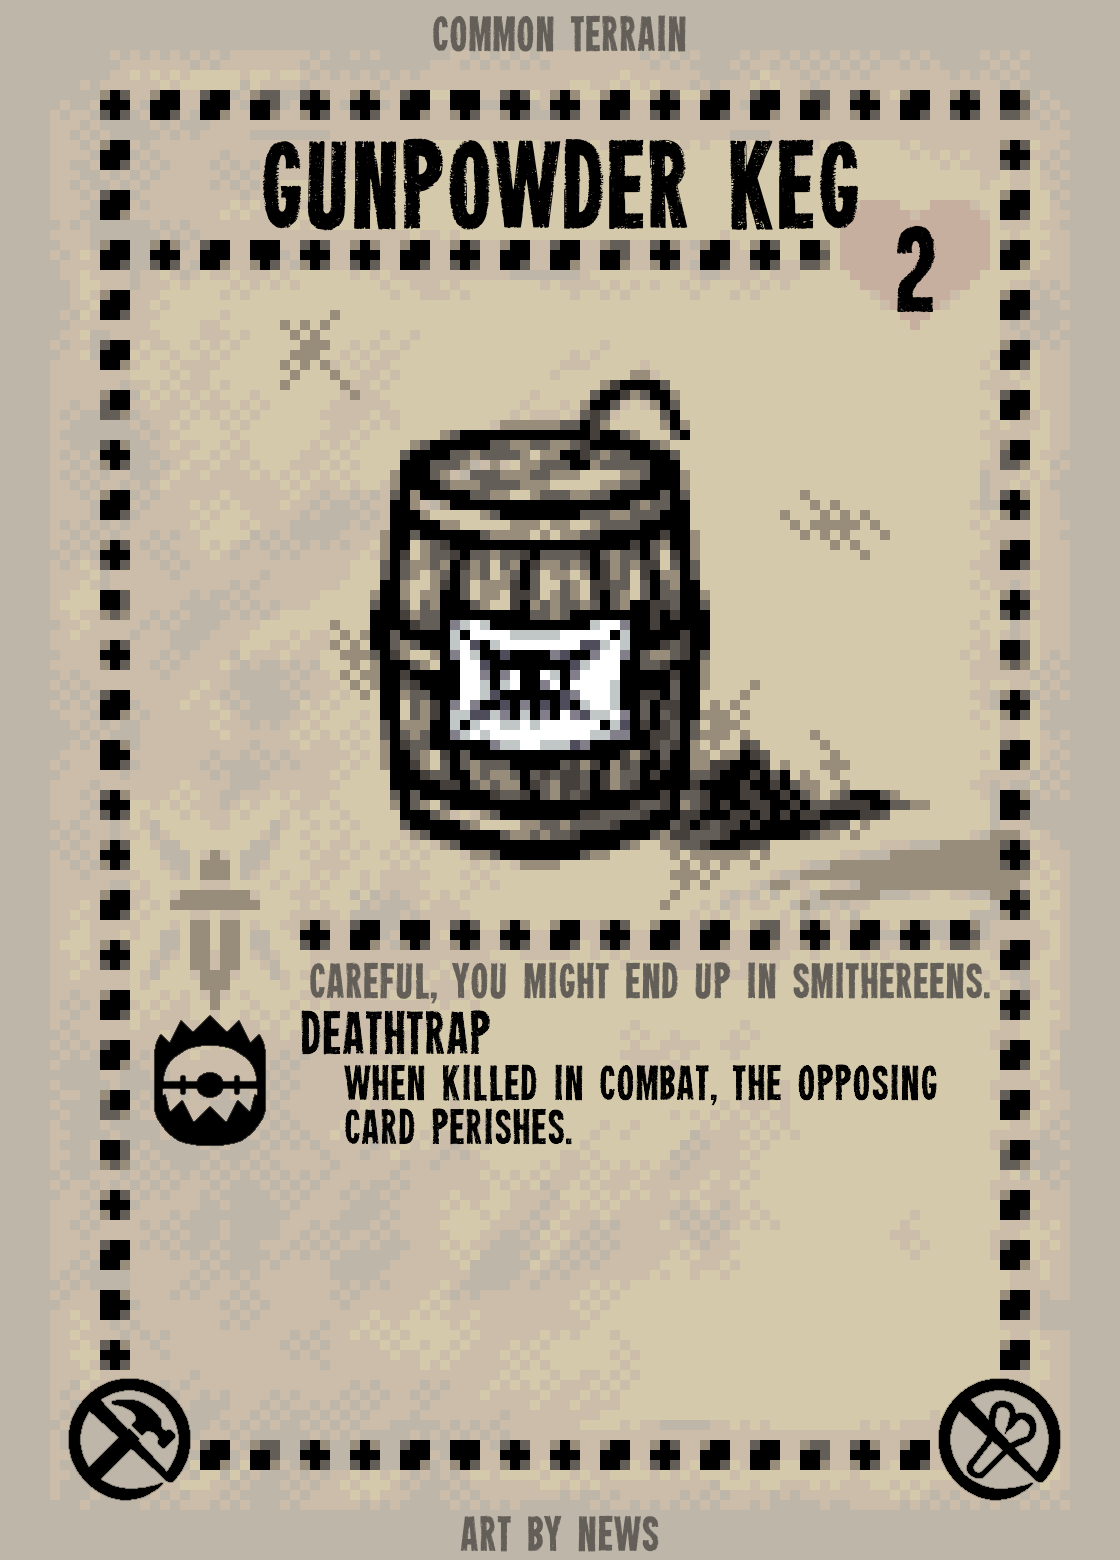 COMMON TERRAIN
GUNPOWDER KEG
2
CAREFUL, YOU MIGHT END UP IN SMITHEREENS.
DEATHTRAP
WHEN KILLED IN COMBAT, THE OPPOSING
CARD PERISHES.
ART BY NEWS